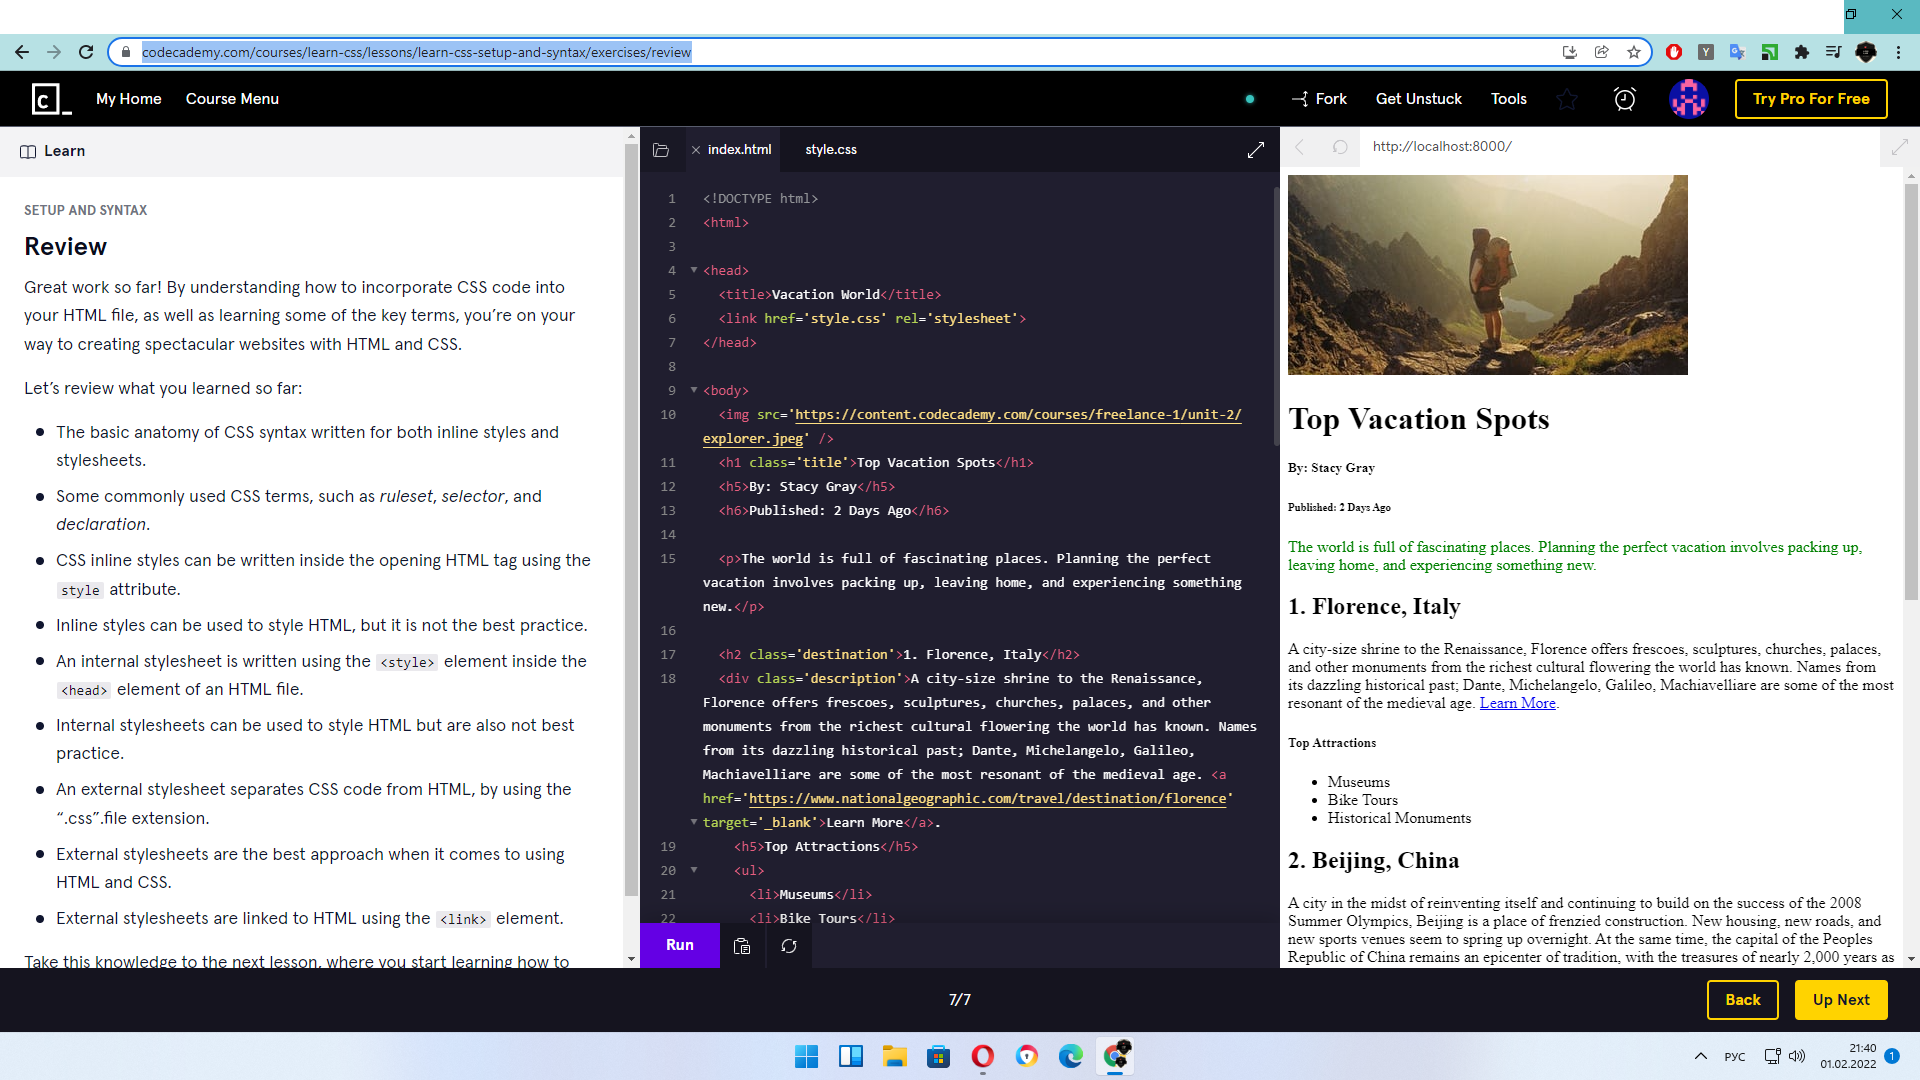 codecademy.com/courses/learn-css/lessons/learn-css-setup-and-syntax/exercises/review
My Home
Course Menu
Fork
Get Unstuck
Tools
Try Pro For Free
Learn
SETUP AND SYNTAX
Review
Great work so far! By understanding how to incorporate CSS code into
your HTML file, as well as learning some of the key terms, you’re on your
way to creating spectacular websites with HTML and CSS.
Let’s review what you learned so far:
The basic anatomy of CSS syntax written for both inline styles and
stylesheets.
Some commonly used CSS terms, such as ruleset, selector, and
declaration.
CSS inline styles can be written inside the opening HTML tag using the
style attribute.
Inline styles can be used to style HTML, but it is not the best practice.
An internal stylesheet is written using the <style> element inside the
<head> element of an HTML file.
Internal stylesheets can be used to style HTML but are also not best
practice.
An external stylesheet separates CSS code from HTML, by using the
“.css”.file extension.
External stylesheets are the best approach when it comes to using
HTML and CSS.
External stylesheets are linked to HTML using the <link> element.
Take this knowledge to the next lesson, where you start learning how to
index.html
style.css
1 <!DOCTYPE html>
2 <html>
3
4 <head>
5 <title>Vacation World</title>
6 <link href='style.css' rel='stylesheet'>
7 </head>
8
9 <body>
10 <img src='https://content.codecademy.com/courses/freelance-1/unit-2/
explorer.jpeg' />
11 <h1 class='title'>Top Vacation Spots</h1>
12 <h5>By: Stacy Gray</h5>
13 <h6>Published: 2 Days Ago</h6>
14
15 <p>The world is full of fascinating places. Planning the perfect
vacation involves packing up, leaving home, and experiencing something
new.</p>
16
17 <h2 class='destination'>1. Florence, Italy</h2>
18 <div class='description'>A city-size shrine to the Renaissance,
Florence offers frescoes, sculptures, churches, palaces, and other
monuments from the richest cultural flowering the world has known. Names
from its dazzling historical past; Dante, Michelangelo, Galileo,
Machiavelliare are some of the most resonant of the medieval age. <a
href='https://www.nationalgeographic.com/travel/destination/florence'
target='_blank'>Learn More</a>.
19 <h5>Top Attractions</h5>
20 <ul>
21 <li>Museums</li>
22 <li>Bike Tours</li>
Run
http://localhost:8000/
Top Vacation Spots
By: Stacy Gray
Published: 2 Days Ago
The world is full of fascinating places. Planning the perfect vacation involves packing up,
leaving home, and experiencing something new.
1. Florence, Italy
A city-size shrine to the Renaissance, Florence offers frescoes, sculptures, churches, palaces,
and other monuments from the richest cultural flowering the world has known. Names from
its dazzling historical past; Dante, Michelangelo, Galileo, Machiavelliare are some of the most
resonant of the medieval age. Learn More.
Top Attractions
Museums
Bike Tours
Historical Monuments
2. Beijing, China
A city in the midst of reinventing itself and continuing to build on the success of the 2008
Summer Olympics, Beijing is a place of frenzied construction. New housing, new roads, and
new sports venues seem to spring up overnight. At the same time, the capital of the Peoples
Republic of China remains an epicenter of tradition, with the treasures of nearly 2,000 years as
7/7
Back
Up Next
РУС
21:40
01.02.2022
1